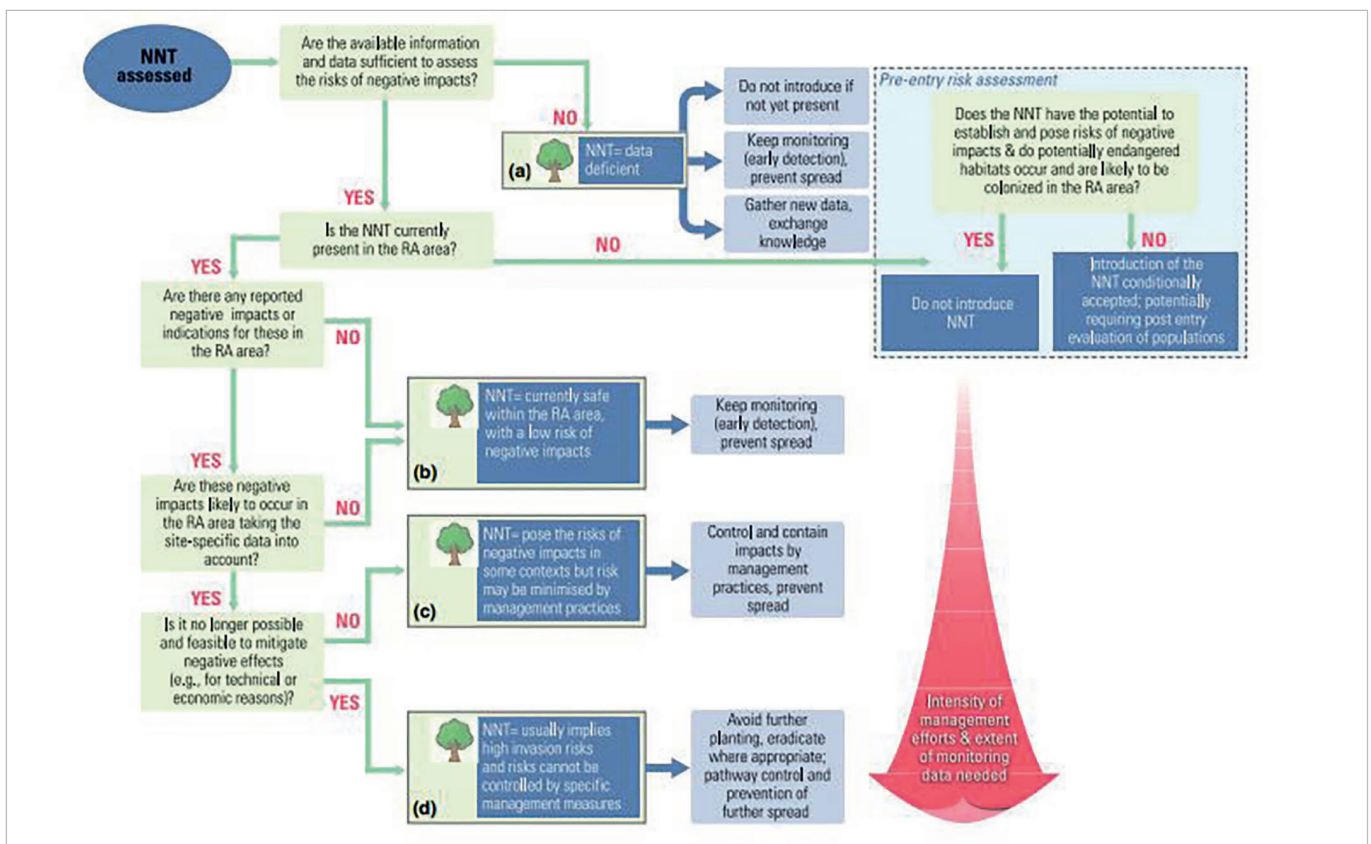 NNT
assessed
Are the available information
and data sufficient to assess
the risks of negative impacts?
NO
YES
(a)
NNT= data
deficient
Do not introduce if
not yet present
Keep monitoring
(early detection),
prevent spread
Gather new data,
exchange
knowledge
Pre-entry risk assessment
Does the NNT have the potential to
establish and pose risks of negative
impacts & do potentially endangered
habitats occur and are likely to be
colonized in the RA area?
YES
NO
Do not introduce
NNT
Introduction of the
NNT conditionally
accepted; potentially
requiring post entry
evaluation of populations
Is the NNT currently
present in the RA area?
NO
YES
Are there any reported
negative impacts or
indications for these in
the RA area?
NO
YES
(b)
NNT= currently safe
within the RA area,
with a low risk of
negative impacts
Keep monitoring
(early detection),
prevent spread
Are these negative
impacts likely to occur in
the RA area taking the
site-specific data into
account?
NO
YES
(c)
NNT= pose the risks of
negative impacts in
some contexts but risk
may be minimised by
management practices
Control and contain
impacts by
management
practices, prevent
spread
Is it no longer possible
and feasible to mitigate
negative effects
(e.g., for technical or
economic reasons)?
NO
YES
(d)
NNT= usually implies
high invasion risks
and risks cannot be
controlled by specific
management measures
Avoid further
planting, eradicate
where appropriate;
pathway control and
prevention of
further spread
Intensity of
management
efforts & extent
of monitoring
data needed